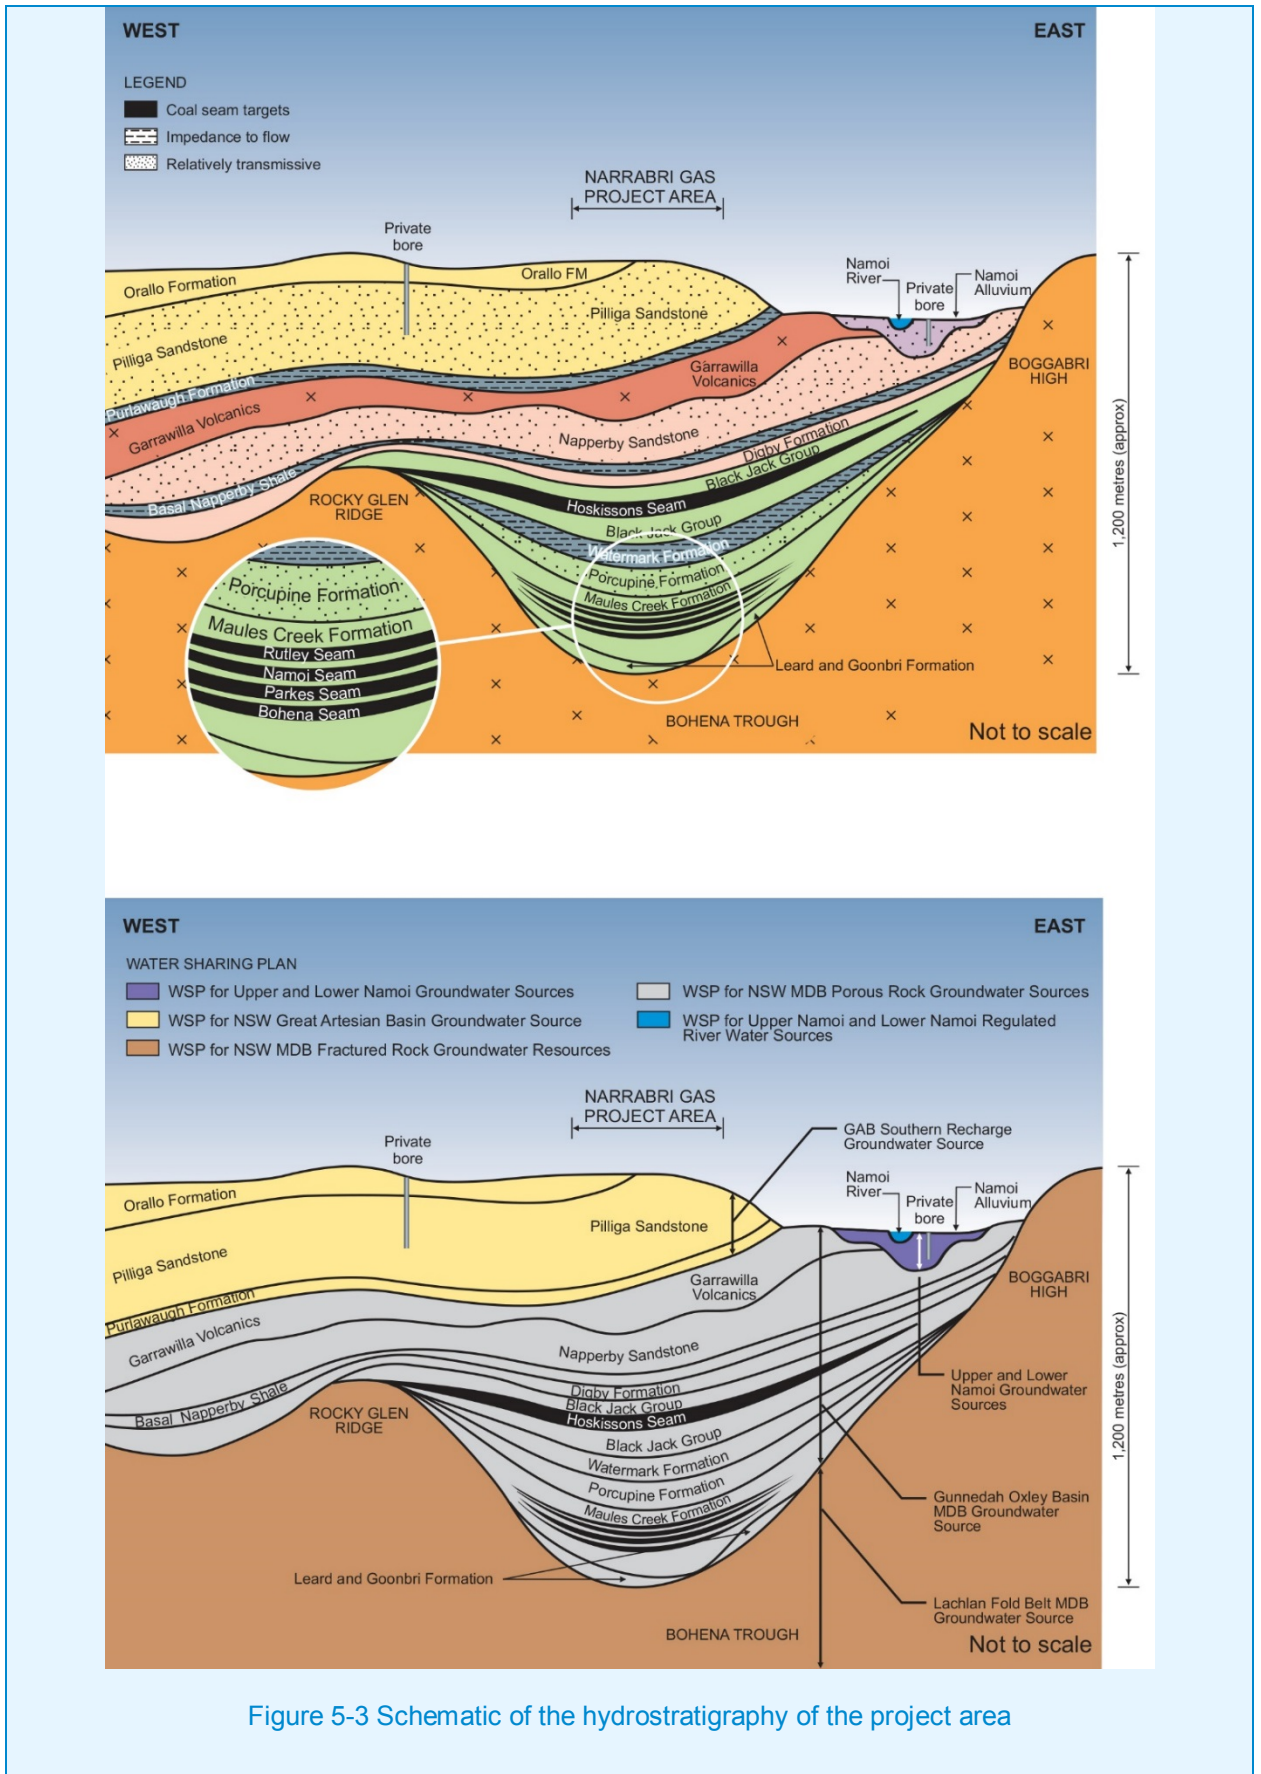 WEST
EAST
LEGEND
Coal seam targets
Impedance to flow
Relatively transmissive
NARRABRI GAS
PROJECT AREA
Private
bore
Orallo Formation
Orallo FM
Namoi
River
Private
bore
Namoi
Alluvium
Pilliga Sandstone
Pilliga Sandstone
Purlawaugh Formation
Garrawilla Volcanics
Garrawilla
Volcanics
BOGGABRI
HIGH
Napperby Sandstone
Digby Formation
Black Jack Group
Basal Napperby Shale
ROCKY GLEN
RIDGE
Hoskissons Seam
Black Jack Group
Watermark Formation
Porcupine Formation
Maules Creek Formation
Porcupine Formation
Maules Creek Formation
Rutley Seam
Namoi Seam
Parkes Seam
Bohena Seam
Leard and Goonbri Formation
BOHENA TROUGH
Not to scale
1,200 metres (approx)
WEST
EAST
WATER SHARING PLAN
WSP for Upper and Lower Namoi Groundwater Sources
WSP for NSW Great Artesian Basin Groundwater Source
WSP for NSW MDB Fractured Rock Groundwater Resources
WSP for NSW MDB Porous Rock Groundwater Sources
WSP for Upper Namoi and Lower Namoi Regulated
River Water Sources
NARRABRI GAS
PROJECT AREA
GAB Southern Recharge
Groundwater Source
Private
bore
Namoi
River
Private
bore
Namoi
Alluvium
Orallo Formation
Pilliga Sandstone
Pilliga Sandstone
Purlawaugh Formation
Garrawilla Volcanics
Garrawilla
Volcanics
BOGGABRI
HIGH
Napperby Sandstone
Digby Formation
Black Jack Group
Hoskissons Seam
Basal Napperby Shale
ROCKY GLEN
RIDGE
Black Jack Group
Watermark Formation
Porcupine Formation
Maules Creek Formation
Upper and Lower
Namoi Groundwater
Sources
Gunnedah Oxley Basin
MDB Groundwater
Source
Leard and Goonbri Formation
Lachlan Fold Belt MDB
Groundwater Source
BOHENA TROUGH
Not to scale
1,200 metres (approx)
Figure 5-3 Schematic of the hydrostratigraphy of the project area